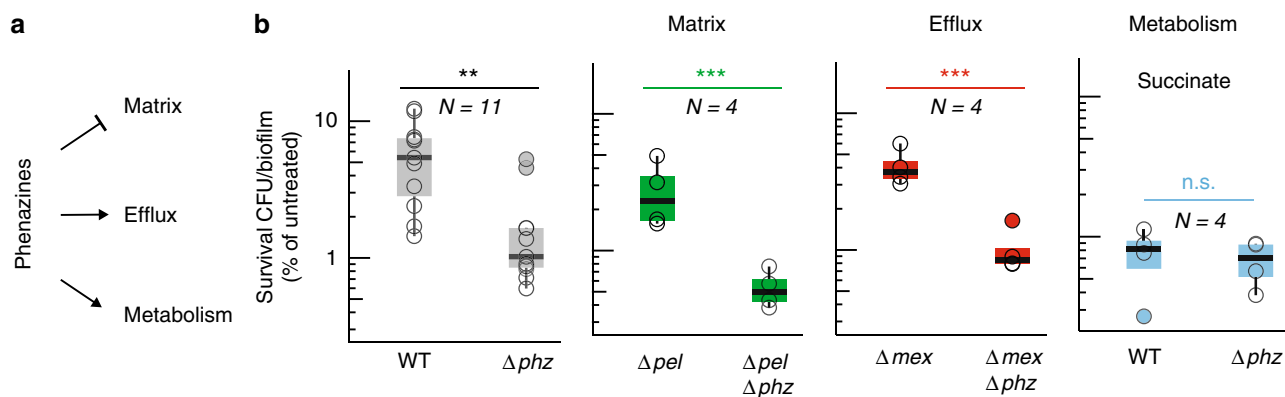 a
Phenazines
Matrix
Efflux
Metabolism
b
Survival CFU/biofilm
(% of untreated)
10
1
**
N = 11
WT
Δphz
Matrix
***
N = 4
Δpel
Δpel
Δphz
Efflux
***
N = 4
Δmex
Δmex
Δphz
Metabolism
Succinate
n.s.
N = 4
WT
Δphz